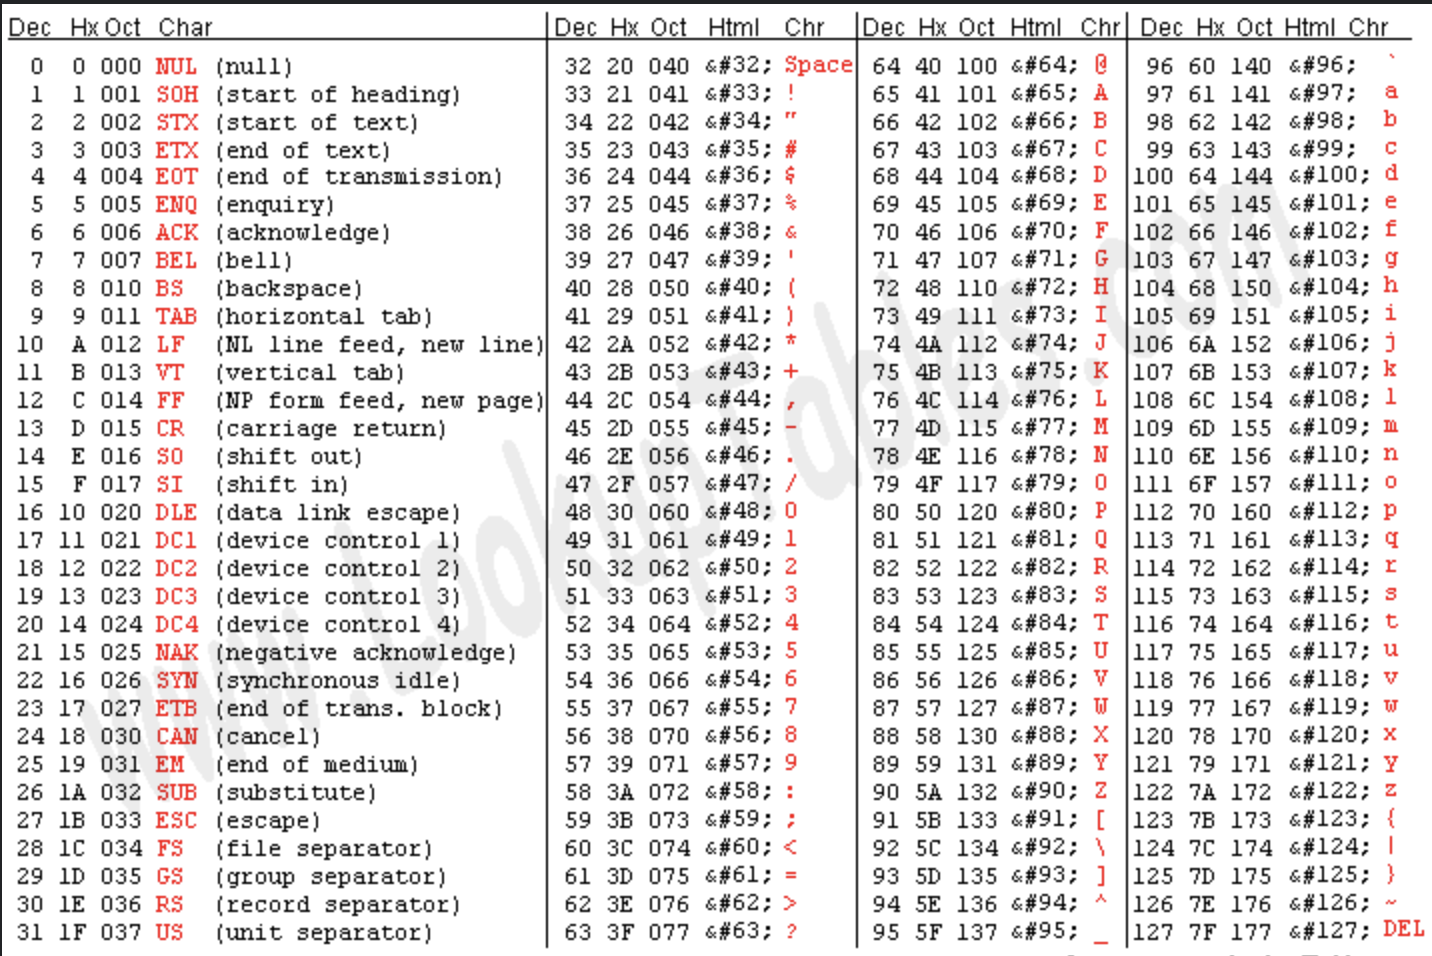 Dec Hx Oct Char Dec Hx Oct Html Chr Dec Hx Oct Html Chr Dec Hx Oct Html Chr
0 0 000 NUL (null) 32 20 040 &#32; Space 64 40 100 &#64; @ 96 60 140 &#96; `
1 1 001 SOH (start of heading) 33 21 041 &#33; ! 65 41 101 &#65; A 97 61 141 &#97; a
2 2 002 STX (start of text) 34 22 042 &#34; " 66 42 102 &#66; B 98 62 142 &#98; b
3 3 003 ETX (end of text) 35 23 043 &#35; # 67 43 103 &#67; C 99 63 143 &#99; c
4 4 004 EOT (end of transmission) 36 24 044 &#36; $ 68 44 104 &#68; D 100 64 144 &#100; d
5 5 005 ENQ (enquiry) 37 25 045 &#37; % 69 45 105 &#69; E 101 65 145 &#101; e
6 6 006 ACK (acknowledge) 38 26 046 &#38; & 70 46 106 &#70; F 102 66 146 &#102; f
7 7 007 BEL (bell) 39 27 047 &#39; ' 71 47 107 &#71; G 103 67 147 &#103; g
8 8 010 BS (backspace) 40 28 050 &#40; ( 72 48 110 &#72; H 104 68 150 &#104; h
9 9 011 TAB (horizontal tab) 41 29 051 &#41; ) 73 49 111 &#73; I 105 69 151 &#105; i
10 A 012 LF (NL line feed, new line) 42 2A 052 &#42; * 74 4A 112 &#74; J 106 6A 152 &#106; j
11 B 013 VT (vertical tab) 43 2B 053 &#43; + 75 4B 113 &#75; K 107 6B 153 &#107; k
12 C 014 FF (NP form feed, new page) 44 2C 054 &#44; , 76 4C 114 &#76; L 108 6C 154 &#108; l
13 D 015 CR (carriage return) 45 2D 055 &#45; - 77 4D 115 &#77; M 109 6D 155 &#109; m
14 E 016 SO (shift out) 46 2E 056 &#46; . 78 4E 116 &#78; N 110 6E 156 &#110; n
15 F 017 SI (shift in) 47 2F 057 &#47; / 79 4F 117 &#79; O 111 6F 157 &#111; o
16 10 020 DLE (data link escape) 48 30 060 &#48; 0 80 50 120 &#80; P 112 70 160 &#112; p
17 11 021 DC1 (device control 1) 49 31 061 &#49; 1 81 51 121 &#81; Q 113 71 161 &#113; q
18 12 022 DC2 (device control 2) 50 32 062 &#50; 2 82 52 122 &#82; R 114 72 162 &#114; r
19 13 023 DC3 (device control 3) 51 33 063 &#51; 3 83 53 123 &#83; S 115 73 163 &#115; s
20 14 024 DC4 (device control 4) 52 34 064 &#52; 4 84 54 124 &#84; T 116 74 164 &#116; t
21 15 025 NAK (negative acknowledge) 53 35 065 &#53; 5 85 55 125 &#85; U 117 75 165 &#117; u
22 16 026 SYN (synchronous idle) 54 36 066 &#54; 6 86 56 126 &#86; V 118 76 166 &#118; v
23 17 027 ETB (end of trans. block) 55 37 067 &#55; 7 87 57 127 &#87; W 119 77 167 &#119; w
24 18 030 CAN (cancel) 56 38 070 &#56; 8 88 58 130 &#88; X 120 78 170 &#120; x
25 19 031 EM (end of medium) 57 39 071 &#57; 9 89 59 131 &#89; Y 121 79 171 &#121; y
26 1A 032 SUB (substitute) 58 3A 072 &#58; : 90 5A 132 &#90; Z 122 7A 172 &#122; z
27 1B 033 ESC (escape) 59 3B 073 &#59; ; 91 5B 133 &#91; [ 123 7B 173 &#123; {
28 1C 034 FS (file separator) 60 3C 074 &#60; < 92 5C 134 &#92; \ 124 7C 174 &#124; |
29 1D 035 GS (group separator) 61 3D 075 &#61; = 93 5D 135 &#93; ] 125 7D 175 &#125; }
30 1E 036 RS (record separator) 62 3E 076 &#62; > 94 5E 136 &#94; ^ 126 7E 176 &#126; ~
31 1F 037 US (unit separator) 63 3F 077 &#63; ? 95 5F 137 &#95; _ 127 7F 177 &#127; DEL
www.LookupTables.com